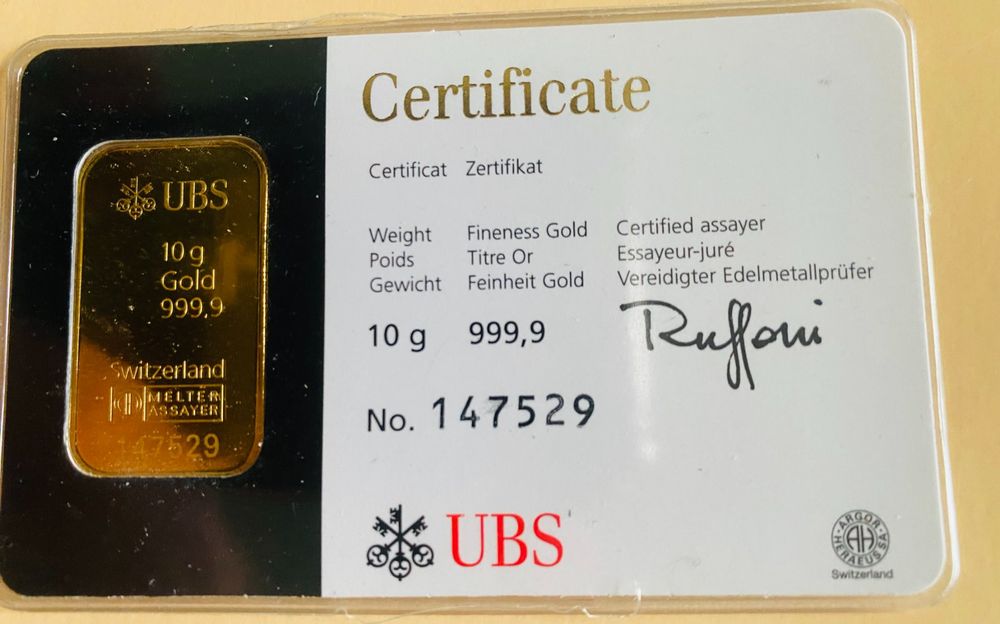 UBS
10 g
Gold
999,9
Switzerland
MELTER
ASSAYER
147529
Certificate
Certificat Zertifikat
Weight Fineness Gold Certified assayer
Poids Titre Or Essayeur-juré
Gewicht Feinheit Gold Vereidigter Edelmetallprüfer
10 g 999,9 Ruffoni
No. 147529
UBS
ARGOR-HERAEUS SA
AH
Switzerland